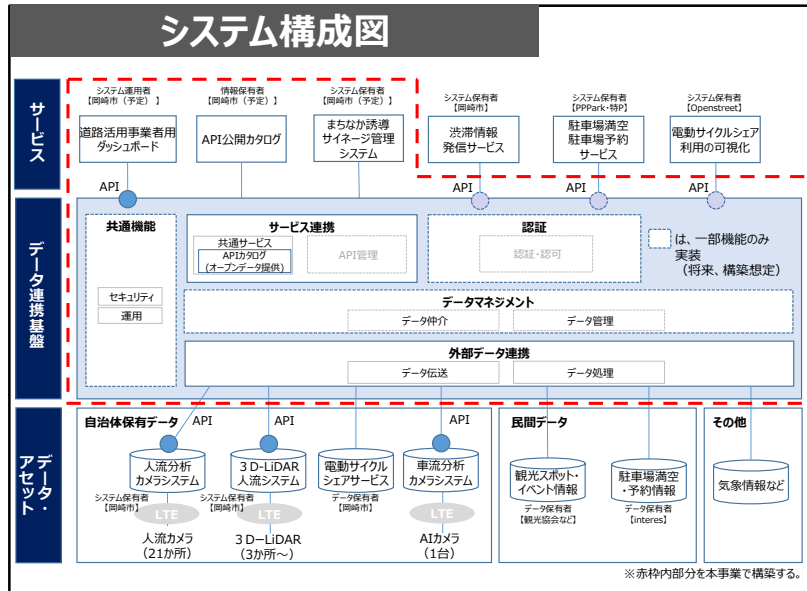 システム構成図
サービス
システム運用者
【岡崎市（予定）】
道路活用事業者用
ダッシュボード
情報保有者
【岡崎市（予定）】
API公開カタログ
システム保有者
【岡崎市（予定）】
まちなか誘導
サイネージ管理
システム
システム保有者
【岡崎市】
渋滞情報
発信サービス
システム保有者
【PPPark・特P】
駐車場満空
駐車場予約
サービス
システム保有者
【Openstreet】
電動サイクルシェア
利用の可視化
API
API
API
API
データ連携基盤
共通機能
セキュリティ
運用
サービス連携
共通サービス
APIカタログ
(オープンデータ提供)
API管理
認証
認証・認可
は、一部機能のみ
実装
（将来、構築想定）
データマネジメント
データ仲介
データ管理
外部データ連携
データ伝送
データ処理
データ・
アセット
自治体保有データ
API
API
API
人流分析
カメラシステム
システム保有者
【岡崎市】
LTE
人流カメラ
(21か所)
３D-LiDAR
人流システム
システム保有者
【岡崎市】
LTE
３D－LiDAR
(3か所～)
電動サイクル
シェアサービス
データ保有者
【岡崎市】
車流分析
カメラシステム
LTE
AIカメラ
(1台)
民間データ
観光スポット・
イベント情報
データ保有者
【観光協会など】
駐車場満空
・予約情報
データ保有者
【interes】
その他
気象情報など
※赤枠内部分を本事業で構築する。